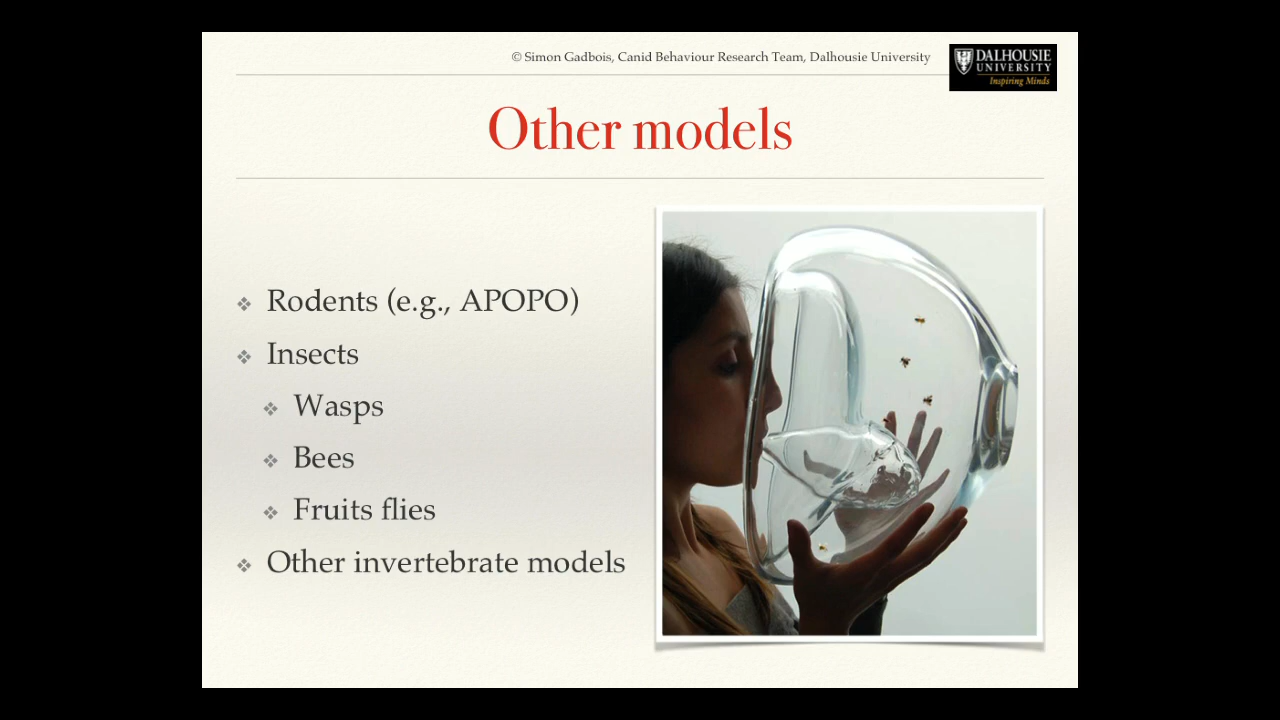 © Simon Gadbois, Canid Behaviour Research Team, Dalhousie University
DALHOUSIE
UNIVERSITY
Inspiring Minds
Other models
Rodents (e.g., APOPO)
Insects
Wasps
Bees
Fruits flies
Other invertebrate models